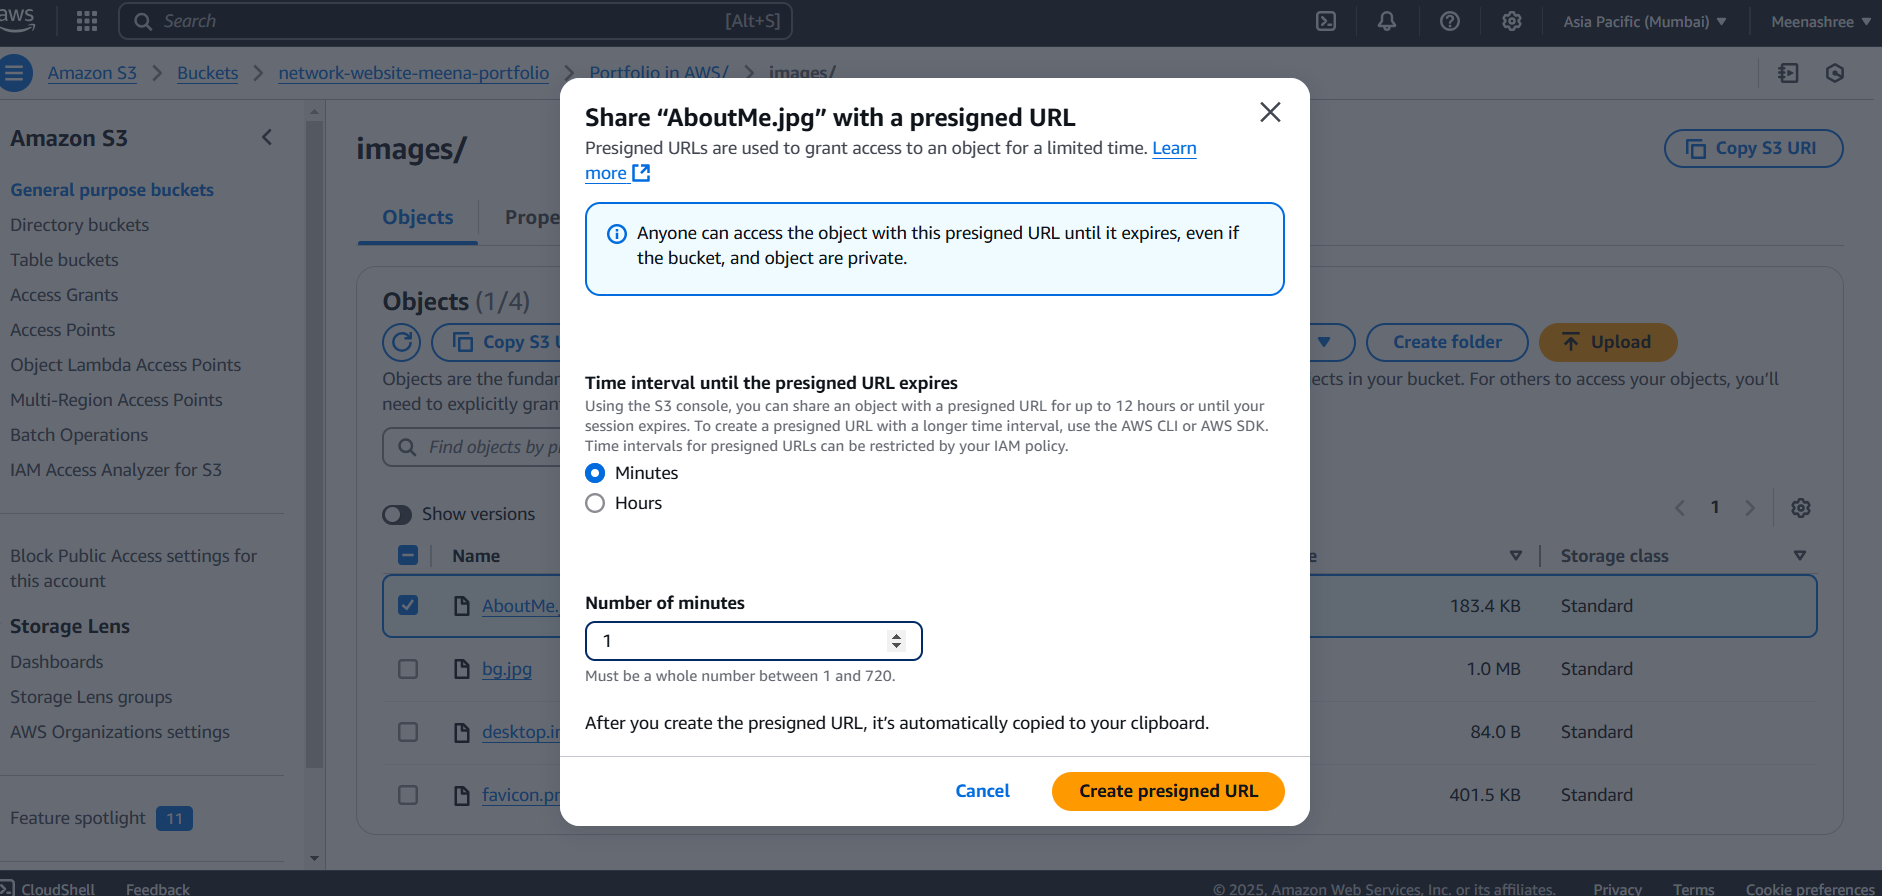 aws
Search
[Alt+S]
Asia Pacific (Mumbai)
Meenashree
Amazon S3
Buckets
network-website-meena-portfolio
Portfolio in AWS/
images/
Amazon S3
General purpose buckets
Directory buckets
Table buckets
Access Grants
Access Points
Object Lambda Access Points
Multi-Region Access Points
Batch Operations
IAM Access Analyzer for S3
Block Public Access settings for
this account
Storage Lens
Dashboards
Storage Lens groups
AWS Organizations settings
Feature spotlight 11
images/
Copy S3 URI
Objects
Prope
Objects (1/4)
Copy S3 U
Create folder
Upload
Objects are the fundar
ects in your bucket. For others to access your objects, you'll
need to explicitly gran
Find objects by p
Show versions
1
Name
e
Storage class
AboutMe.
183.4 KB
Standard
bg.jpg
1.0 MB
Standard
desktop.in
84.0 B
Standard
favicon.pr
401.5 KB
Standard
Share “AboutMe.jpg” with a presigned URL
Presigned URLs are used to grant access to an object for a limited time. Learn
more
Anyone can access the object with this presigned URL until it expires, even if
the bucket, and object are private.
Time interval until the presigned URL expires
Using the S3 console, you can share an object with a presigned URL for up to 12 hours or until your
session expires. To create a presigned URL with a longer time interval, use the AWS CLI or AWS SDK.
Time intervals for presigned URLs can be restricted by your IAM policy.
Minutes
Hours
Number of minutes
1
Must be a whole number between 1 and 720.
After you create the presigned URL, it’s automatically copied to your clipboard.
Cancel
Create presigned URL
CloudShell
Feedback
© 2025, Amazon Web Services, Inc. or its affiliates.
Privacy
Terms
Cookie preferences